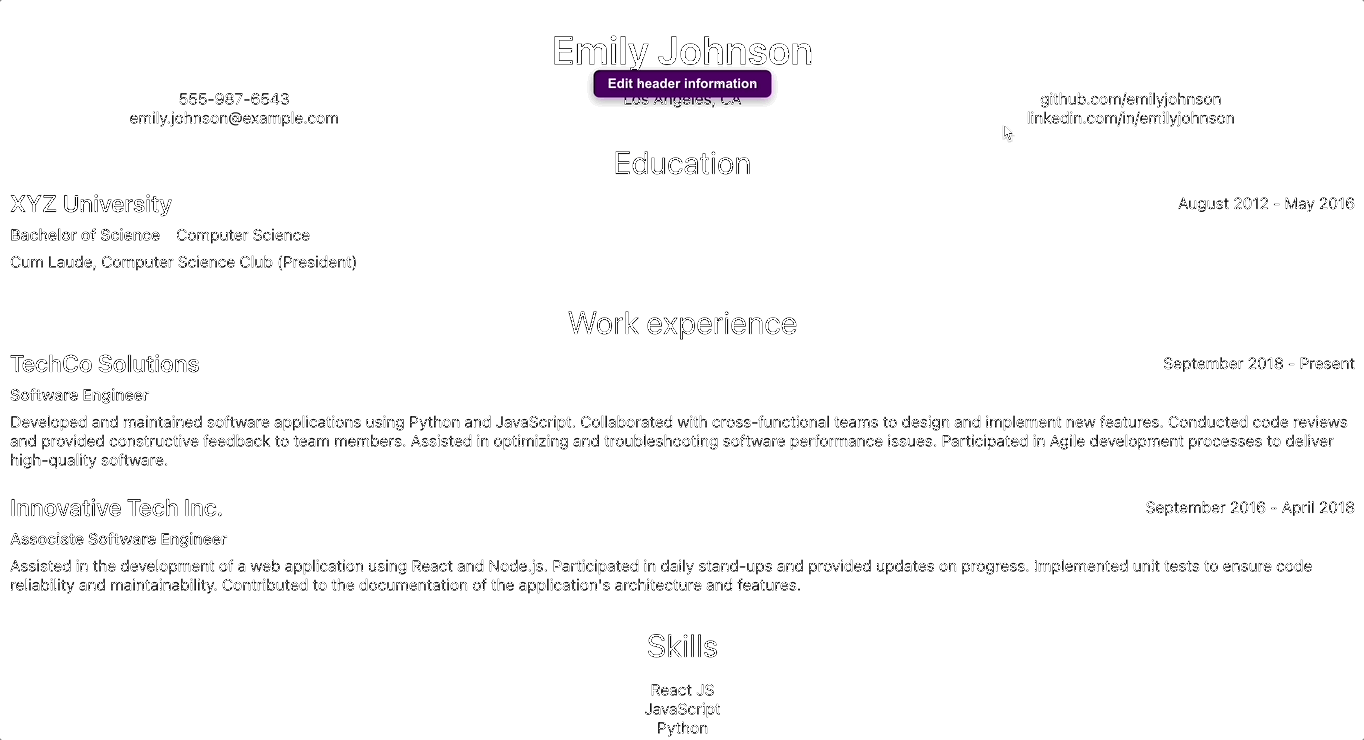 Emily Johnson
Edit header information
555-987-6543
Los Angeles, CA
github.com/emilyjohnson
emily.johnson@example.com
linkedin.com/in/emilyjohnson
Education
XYZ University
August 2012 - May 2016
Bachelor of Science Computer Science
Cum Laude, Computer Science Club (President)
Work experience
TechCo Solutions
September 2018 - Present
Software Engineer
Developed and maintained software applications using Python and JavaScript. Collaborated with cross-functional teams to design and implement new features. Conducted code reviews
and provided constructive feedback to team members. Assisted in optimizing and troubleshooting software performance issues. Participated in Agile development processes to deliver
high-quality software.
Innovative Tech Inc.
September 2016 - April 2018
Associate Software Engineer
Assisted in the development of a web application using React and Node.js. Participated in daily stand-ups and provided updates on progress. Implemented unit tests to ensure code
reliability and maintainability. Contributed to the documentation of the application's architecture and features.
Skills
React JS
JavaScript
Python